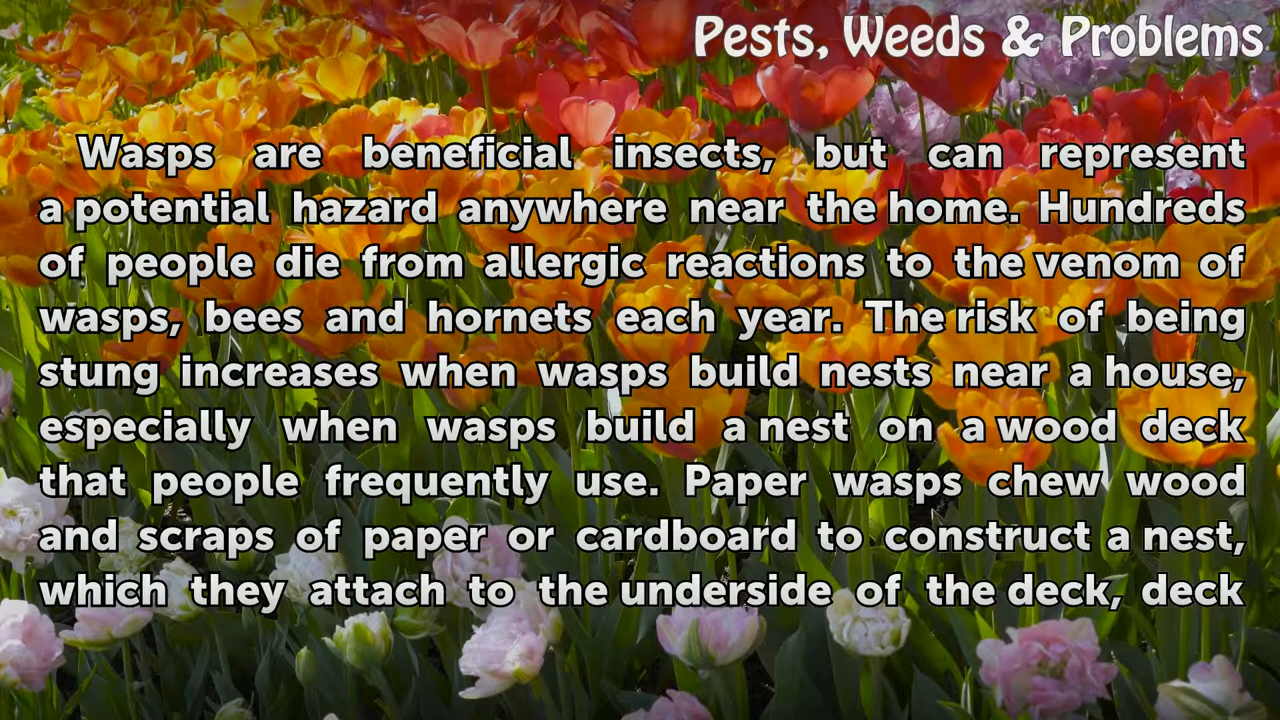 Pests, Weeds & Problems
Wasps are beneficial insects, but can represent
a potential hazard anywhere near the home. Hundreds
of people die from allergic reactions to the venom of
wasps, bees and hornets each year. The risk of being
stung increases when wasps build nests near a house,
especially when wasps build a nest on a wood deck
that people frequently use. Paper wasps chew wood
and scraps of paper or cardboard to construct a nest,
which they attach to the underside of the deck, deck